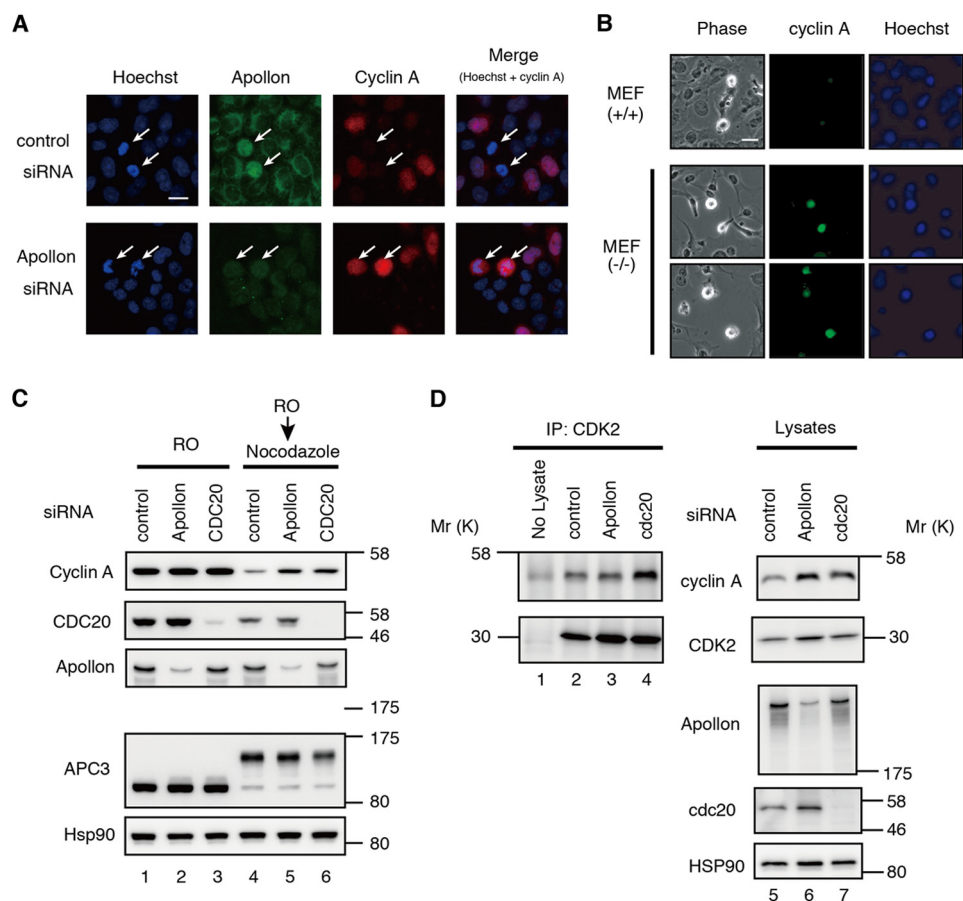 A
Hoechst
Apollon
Cyclin A
Merge
(Hoechst + cyclin A)
control
siRNA
Apollon
siRNA
B
Phase
cyclin A
Hoechst
MEF
(+/+)
MEF
(-/-)
C
RO
RO
Nocodazole
siRNA
control
Apollon
CDC20
control
Apollon
CDC20
Cyclin A
58
CDC20
58
46
Apollon
175
175
APC3
80
Hsp90
80
1 2 3 4 5 6
D
IP: CDK2
Lysates
Mr (K)
No Lysate
control
Apollon
cdc20
siRNA
control
Apollon
cdc20
Mr (K)
58
30
1 2 3 4
cyclin A
58
CDK2
30
Apollon
175
cdc20
58
46
HSP90
80
5 6 7